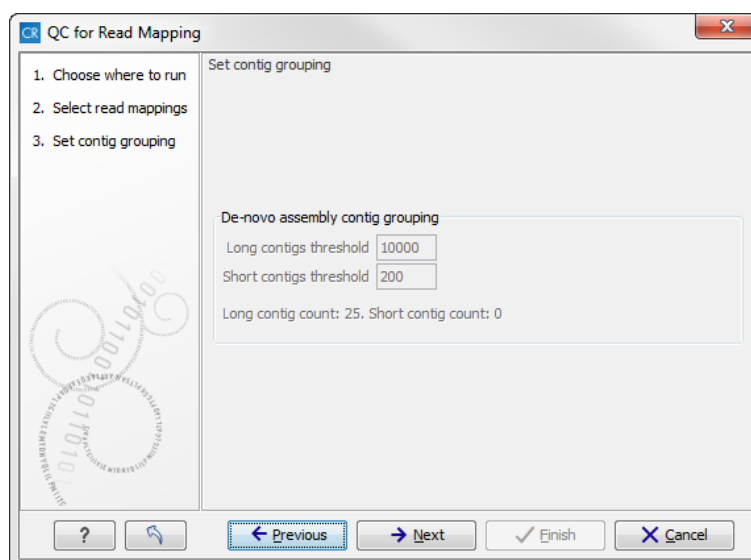 CR QC for Read Mapping
1. Choose where to run
2. Select read mappings
3. Set contig grouping
Set contig grouping
De-novo assembly contig grouping
Long contigs threshold 10000
Short contigs threshold 200
Long contig count: 25. Short contig count: 0
? Previous Next Finish Cancel